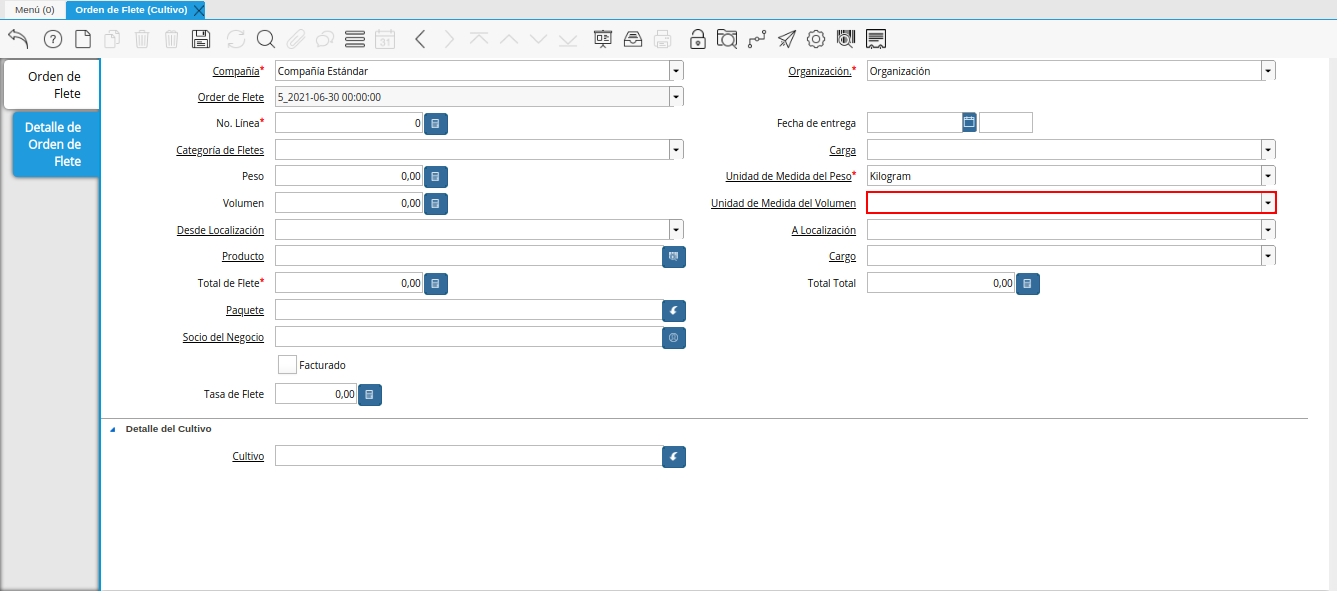 Menú (0)
Orden de Flete (Cultivo)
31
Orden de
Flete
Detalle de
Orden de
Flete
Compañía* Compañía Estándar
Organización.* Organización
Order de Flete 5_2021-06-30 00:00:00
No. Línea* 0
Fecha de entrega
Categoría de Fletes
Carga
Peso 0,00
Unidad de Medida del Peso* Kilogram
Volumen 0,00
Unidad de Medida del Volumen
Desde Localización
A Localización
Producto
Cargo
Total de Flete* 0,00
Total Total 0,00
Paquete
Socio del Negocio
Facturado
Tasa de Flete 0,00
Detalle del Cultivo
Cultivo